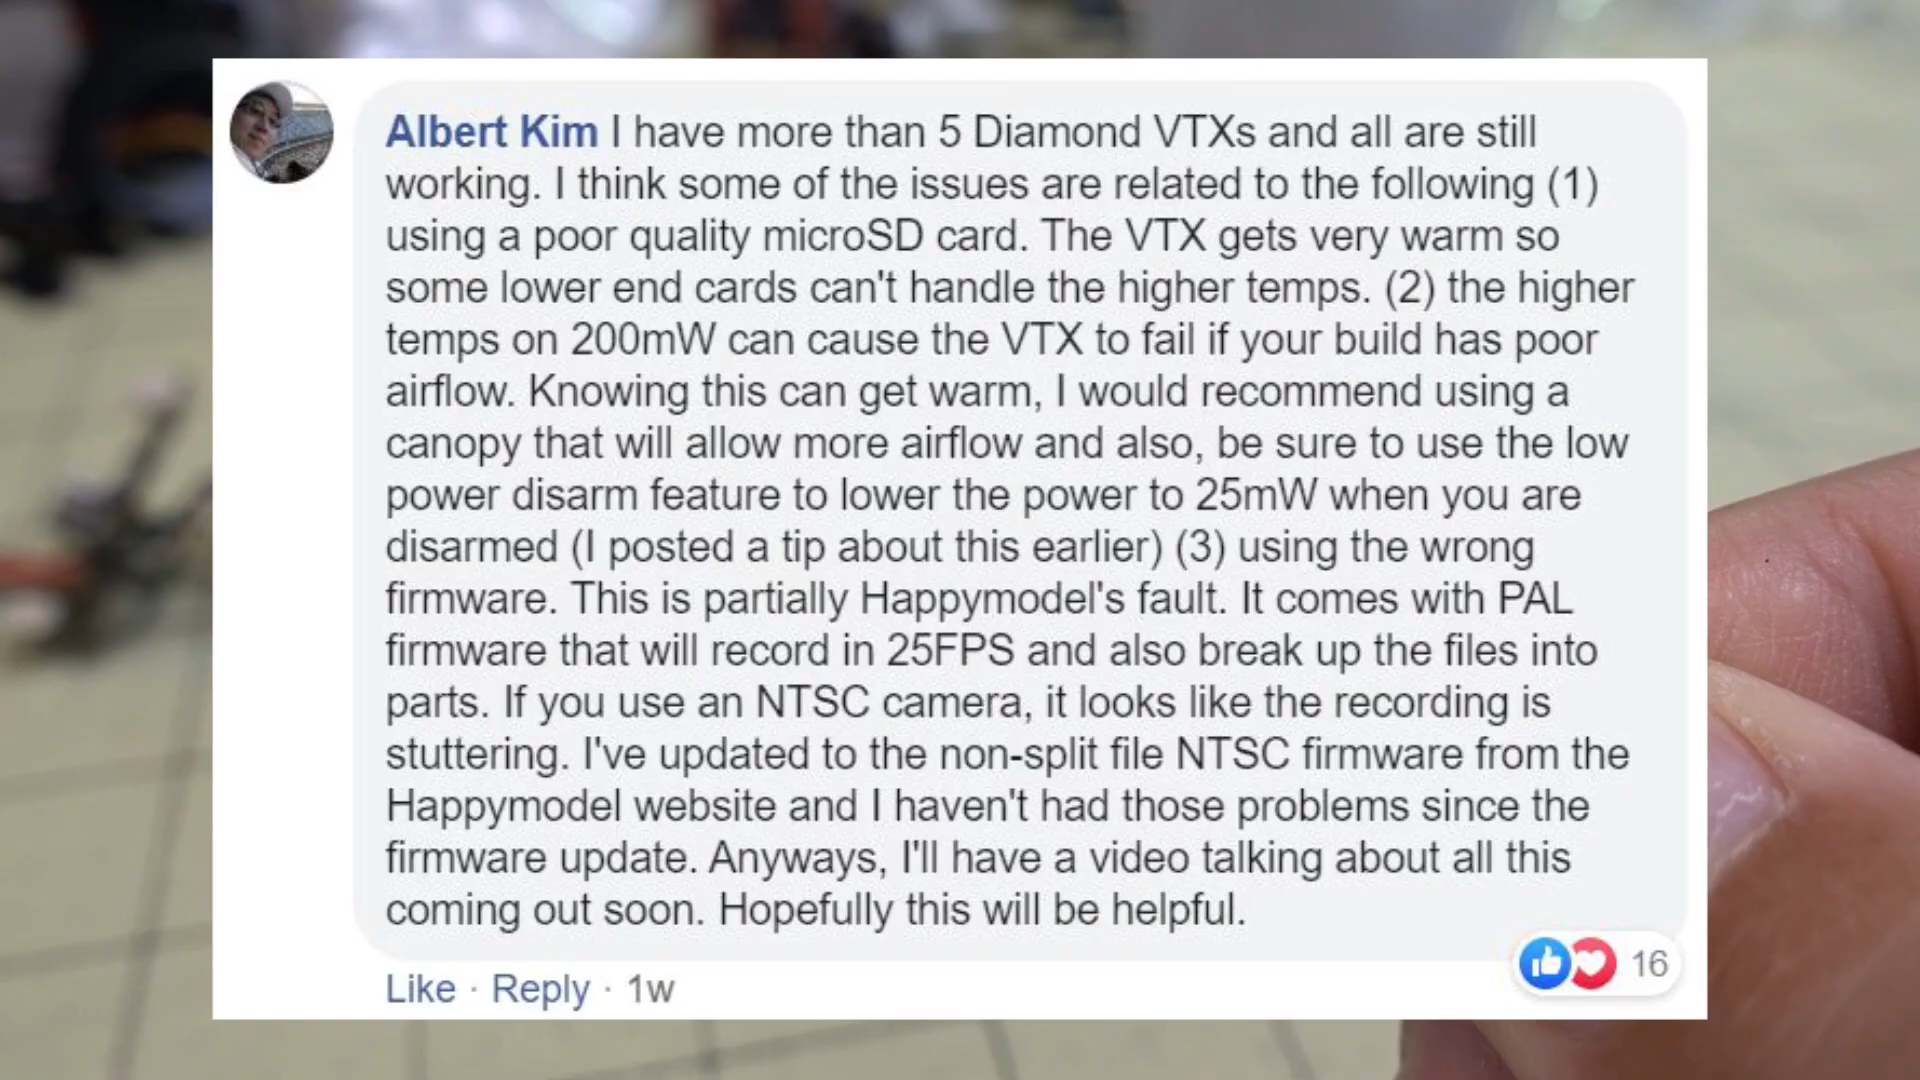 Albert Kim I have more than 5 Diamond VTXs and all are still
working. I think some of the issues are related to the following (1)
using a poor quality microSD card. The VTX gets very warm so
some lower end cards can't handle the higher temps. (2) the higher
temps on 200mW can cause the VTX to fail if your build has poor
airflow. Knowing this can get warm, I would recommend using a
canopy that will allow more airflow and also, be sure to use the low
power disarm feature to lower the power to 25mW when you are
disarmed (I posted a tip about this earlier) (3) using the wrong
firmware. This is partially Happymodel's fault. It comes with PAL
firmware that will record in 25FPS and also break up the files into
parts. If you use an NTSC camera, it looks like the recording is
stuttering. I've updated to the non-split file NTSC firmware from the
Happymodel website and I haven't had those problems since the
firmware update. Anyways, I'll have a video talking about all this
coming out soon. Hopefully this will be helpful.
16
Like · Reply · 1w